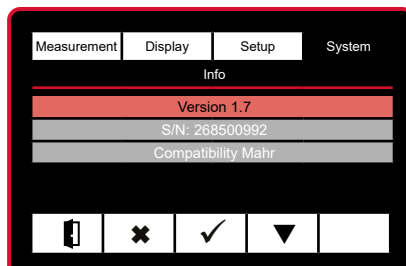 Measurement Display Setup System
Info
Version 1.7
S/N: 268500992
Compatibility Mahr